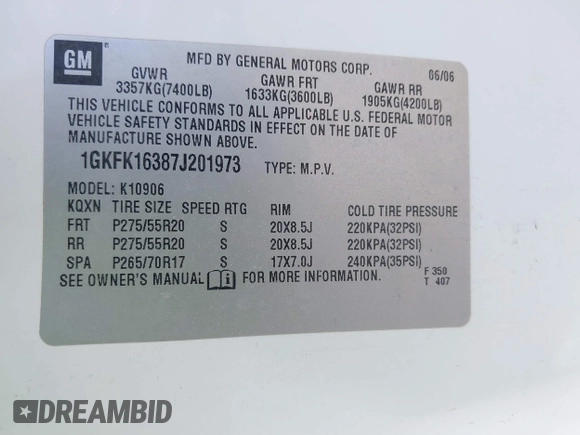 GM ®
MFD BY GENERAL MOTORS CORP. 06/06
GVWR GAWR FRT GAWR RR
3357KG(7400LB) 1633KG(3600LB) 1905KG(4200LB)
THIS VEHICLE CONFORMS TO ALL APPLICABLE U.S. FEDERAL MOTOR
VEHICLE SAFETY STANDARDS IN EFFECT ON THE DATE OF
MANUFACTURE SHOWN ABOVE.
1GKFK16387J201973 TYPE: M.P.V.
MODEL: K10906
KQXN TIRE SIZE SPEED RTG RIM COLD TIRE PRESSURE
FRT P275/55R20 S 20X8.5J 220KPA(32PSI)
RR P275/55R20 S 20X8.5J 220KPA(32PSI)
SPA P265/70R17 S 17X7.0J 240KPA(35PSI)
SEE OWNER'S MANUAL FOR MORE INFORMATION.
F 350
T 407
DREAMBID